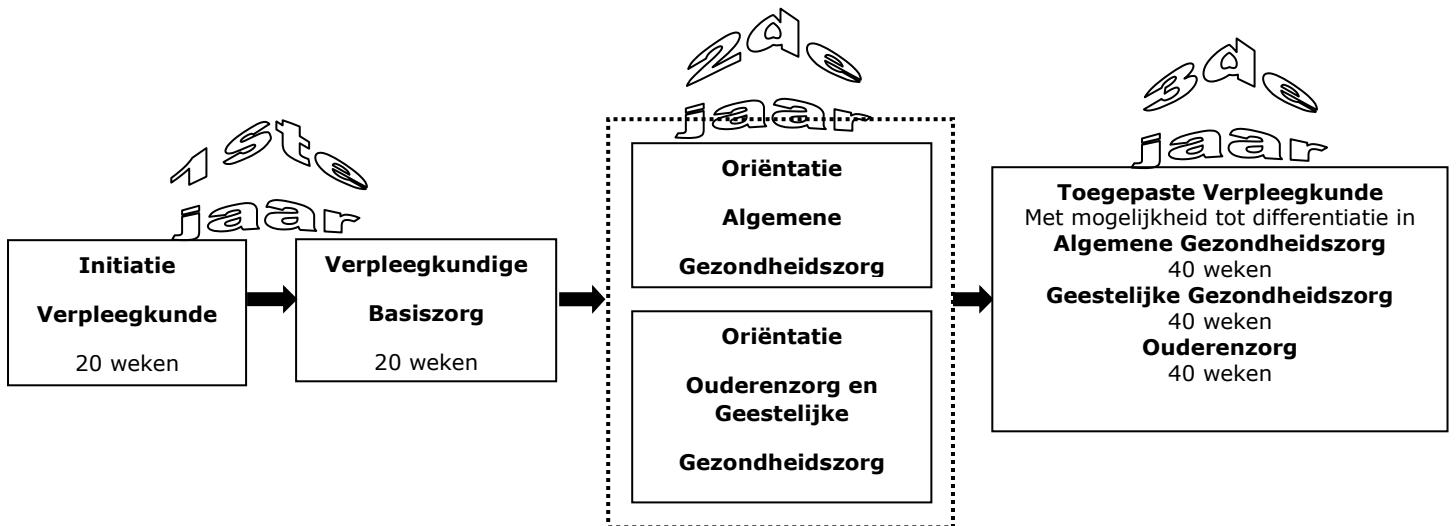 1ste
jaar
Initiatie
Verpleegkunde
20 weken
Verpleegkundige
Basiszorg
20 weken
2de
jaar
Oriëntatie
Algemene
Gezondheidszorg
Oriëntatie
Ouderenzorg en
Geestelijke
Gezondheidszorg
3de
jaar
Toegepaste Verpleegkunde
Met mogelijkheid tot differentiatie in
Algemene Gezondheidszorg
40 weken
Geestelijke Gezondheidszorg
40 weken
Ouderenzorg
40 weken